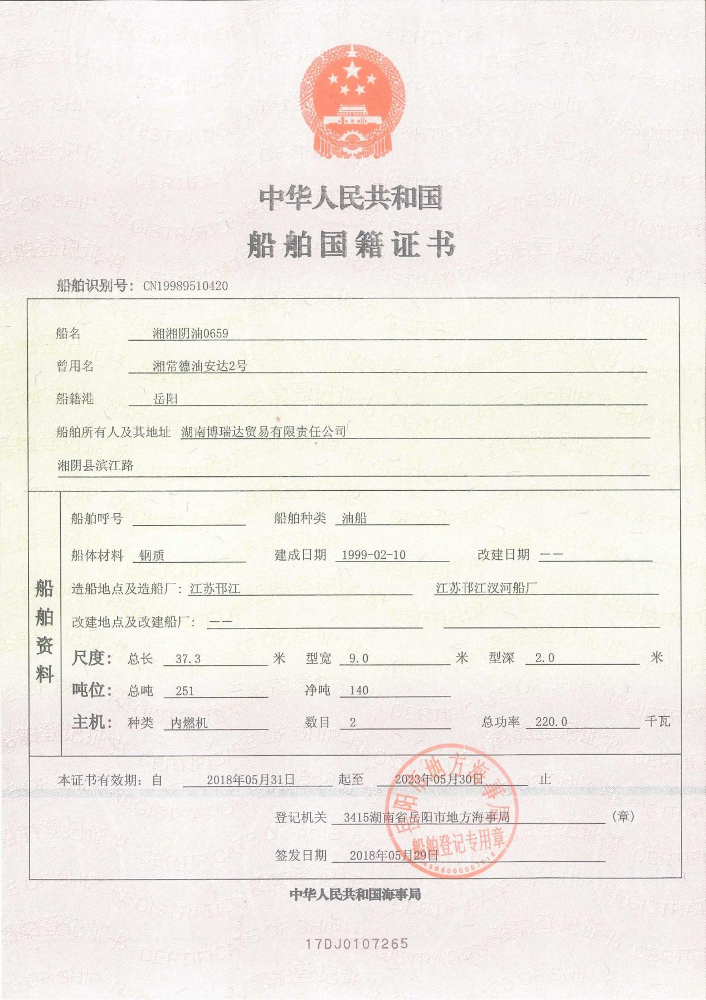 中华人民共和国
船舶国籍证书
船舶识别号：CN19989510420
船名 湘湘阴油0659
曾用名 湘常德油安达2号
船籍港 岳阳
船舶所有人及其地址 湖南博瑞达贸易有限责任公司
湘阴县滨江路
船舶资料
船舶呼号 船舶种类 油船
船体材料 钢质 建成日期 1999-02-10 改建日期 ——
造船地点及造船厂：江苏邗江 江苏邗江汊河船厂
改建地点及改建船厂：——
尺度：总长 37.3 米 型宽 9.0 米 型深 2.0 米
吨位：总吨 251 净吨 140
主机：种类 内燃机 数目 2 总功率 220.0 千瓦
本证书有效期：自 2018年05月31日 起至 2023年05月30日 止
登记机关 3415湖南省岳阳市地方海事局 （章）
签发日期 2018年05月29日
岳阳市地方海事局
船舶登记专用章
中华人民共和国海事局
17DJ0107265